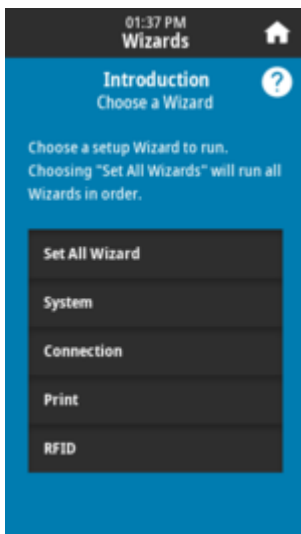 01:37 PM
Wizards
Introduction
?
Choose a Wizard
Choose a setup Wizard to run.
Choosing "Set All Wizards" will run all
Wizards in order.
Set All Wizard
System
Connection
Print
RFID